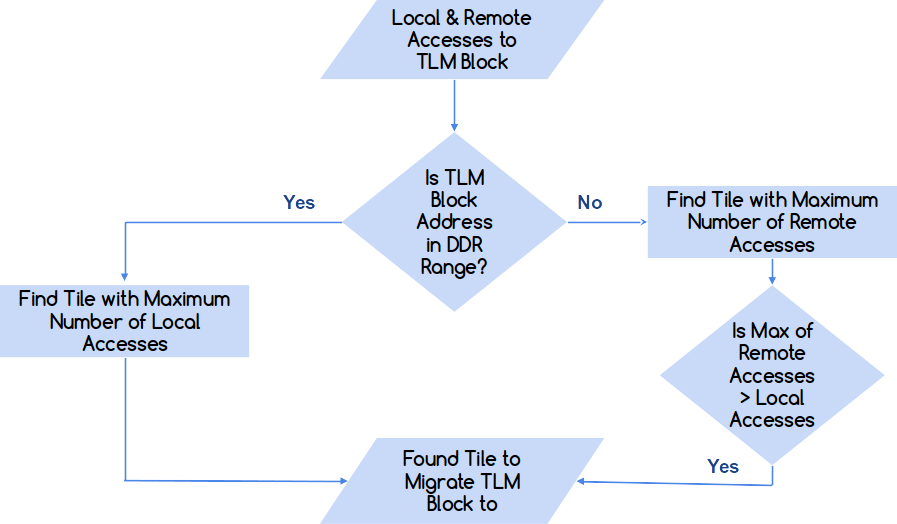 Local & Remote
Accesses to
TLM Block
Is TLM
Block
Address
in DDR
Range?
Yes
No
Find Tile with Maximum
Number of Remote
Accesses
Find Tile with Maximum
Number of Local
Accesses
Is Max of
Remote
Accesses
> Local
Accesses
Yes
Found Tile to
Migrate TLM
Block to